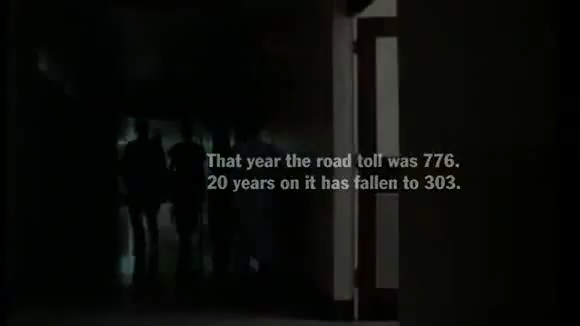 That year the road toll was 776.
20 years on it has fallen to 303.